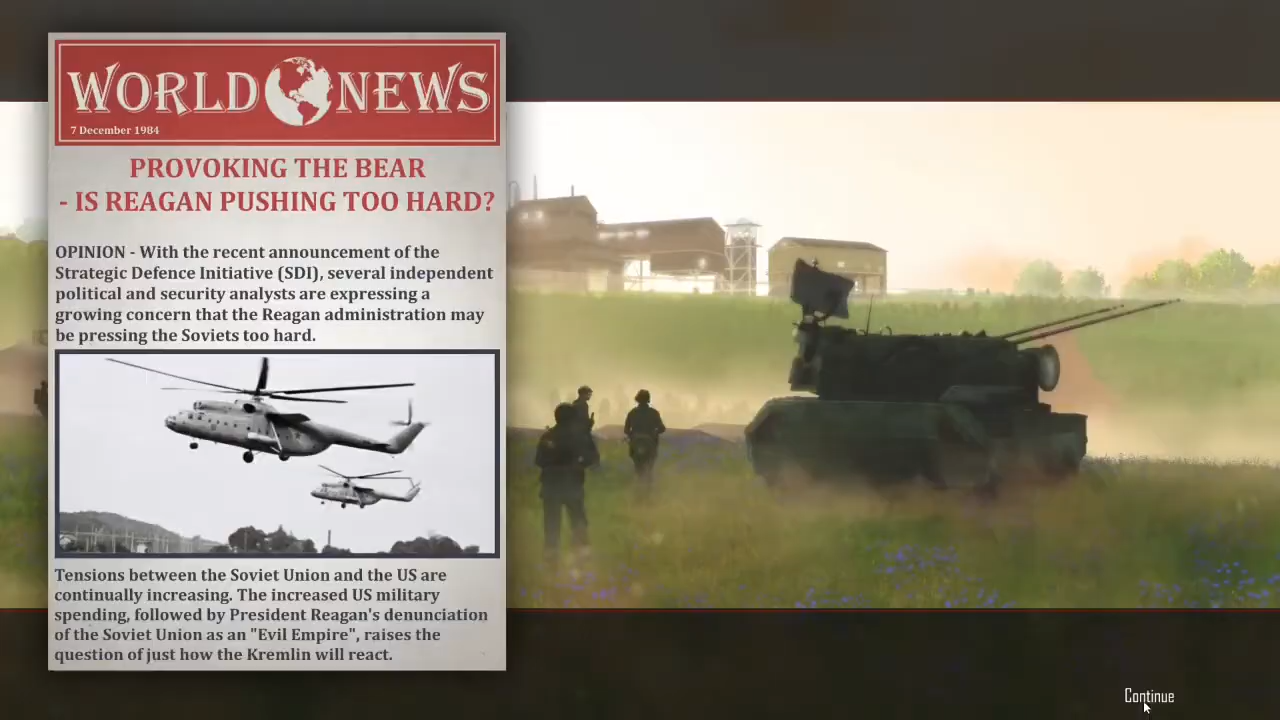 WORLD NEWS
7 December 1984
PROVOKING THE BEAR
- IS REAGAN PUSHING TOO HARD?
OPINION - With the recent announcement of the
Strategic Defence Initiative (SDI), several independent
political and security analysts are expressing a
growing concern that the Reagan administration may
be pressing the Soviets too hard.
Tensions between the Soviet Union and the US are
continually increasing. The increased US military
spending, followed by President Reagan's denunciation
of the Soviet Union as an "Evil Empire", raises the
question of just how the Kremlin will react.
Continue